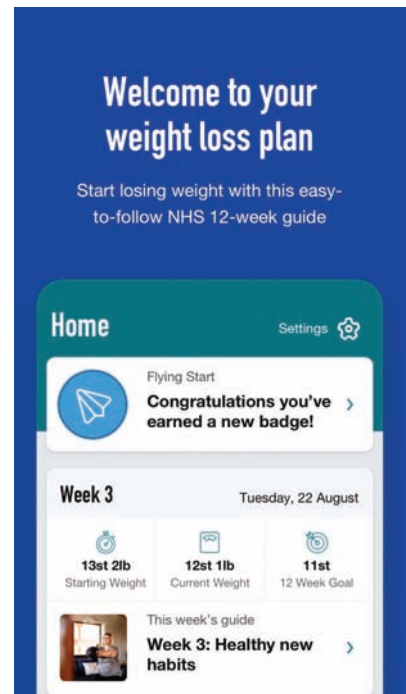 Welcome to your
weight loss plan
Start losing weight with this easy-
to-follow NHS 12-week guide
Home
Settings
Flying Start
Congratulations you've
earned a new badge!
Week 3
Tuesday, 22 August
13st 2lb
Starting Weight
12st 1lb
Current Weight
11st
12 Week Goal
This week's guide
Week 3: Healthy new
habits